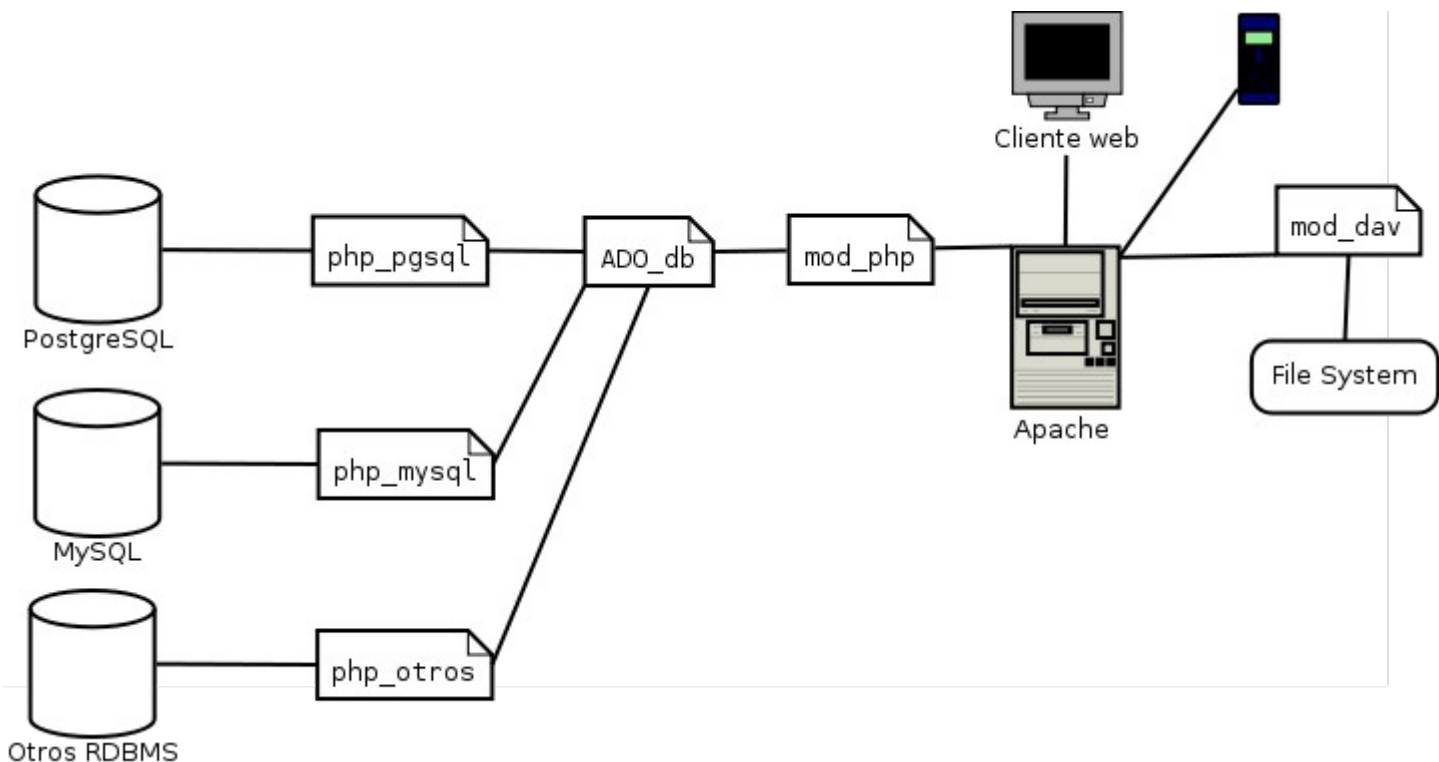 Cliente web
PostgreSQL
php_pgsql
ADO_db
mod_php
Apache
mod_dav
File System
MySQL
php_mysql
Otros RDBMS
php_otros